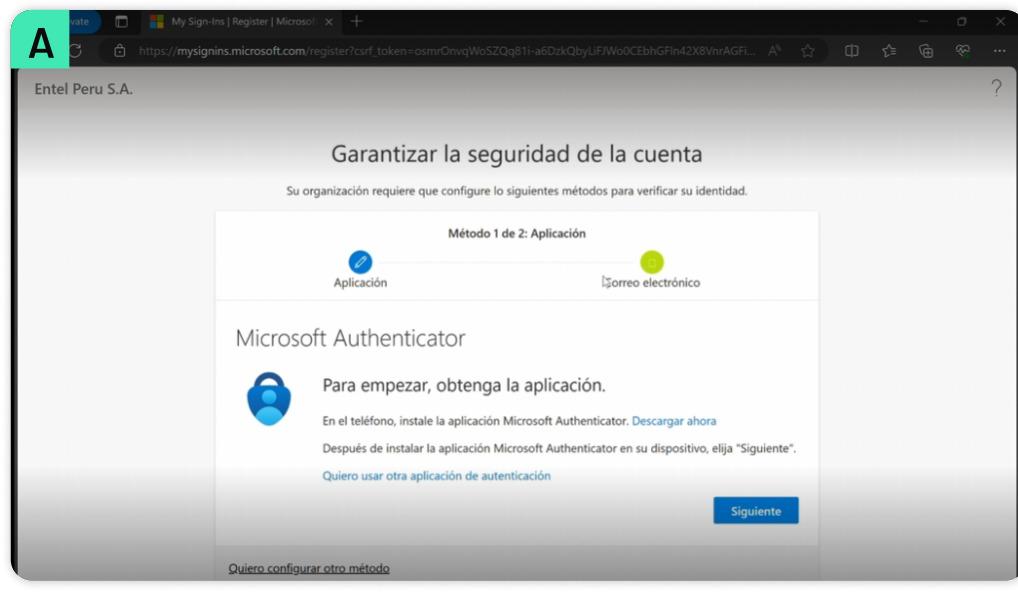 A
vate
My Sign-Ins | Register | Microsof
https://mysignins.microsoft.com/register?csrf_token=osmrOnvqWoSZQq81i-a6DzkQbyLiFJWo0CEbhGFln42X8VnrAGFi...
Entel Peru S.A.
?
Garantizar la seguridad de la cuenta
Su organización requiere que configure lo siguientes métodos para verificar su identidad.
Método 1 de 2: Aplicación
Aplicación
Correo electrónico
Microsoft Authenticator
Para empezar, obtenga la aplicación.
En el teléfono, instale la aplicación Microsoft Authenticator. Descargar ahora
Después de instalar la aplicación Microsoft Authenticator en su dispositivo, elija "Siguiente".
Quiero usar otra aplicación de autenticación
Siguiente
Quiero configurar otro método